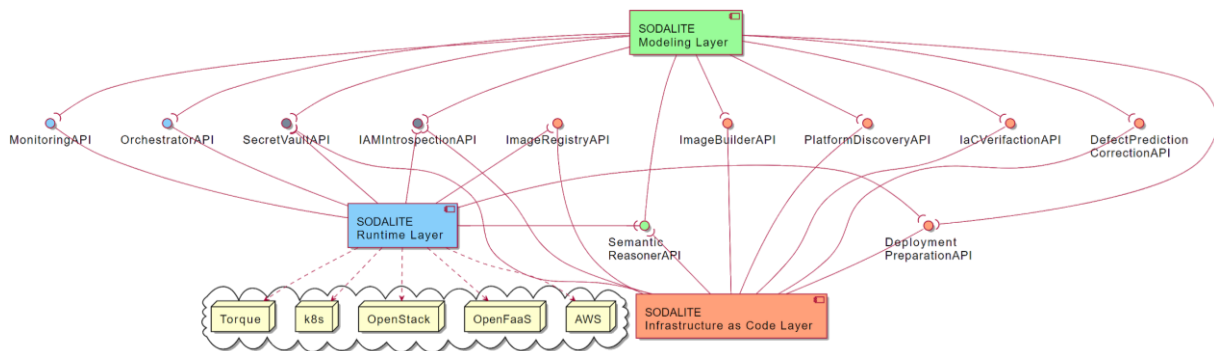 SODALITE
Modeling Layer
MonitoringAPI
OrchestratorAPI
SecretVaultAPI
IAMIntrospectionAPI
ImageRegistryAPI
ImageBuilderAPI
PlatformDiscoveryAPI
IaCVerifactionAPI
DefectPrediction
CorrectionAPI
SODALITE
Runtime Layer
Semantic
ReasonerAPI
Deployment
PreparationAPI
Torque
k8s
OpenStack
OpenFaaS
AWS
SODALITE
Infrastructure as Code Layer